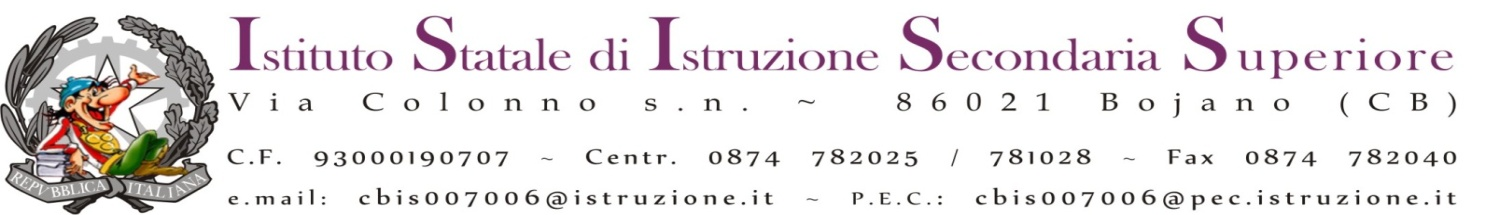 Istituto Statale di Istruzione Secondaria Superiore
Via Colonno s.n. ~ 86021 Bojano (CB)
C.F. 93000190707 ~ Centr. 0874 782025 / 781028 ~ Fax 0874 782040
e.mail: cbis007006@istruzione.it ~ P.E.C.: cbis007006@pec.istruzione.it
REPVBBLICA ITALIANA